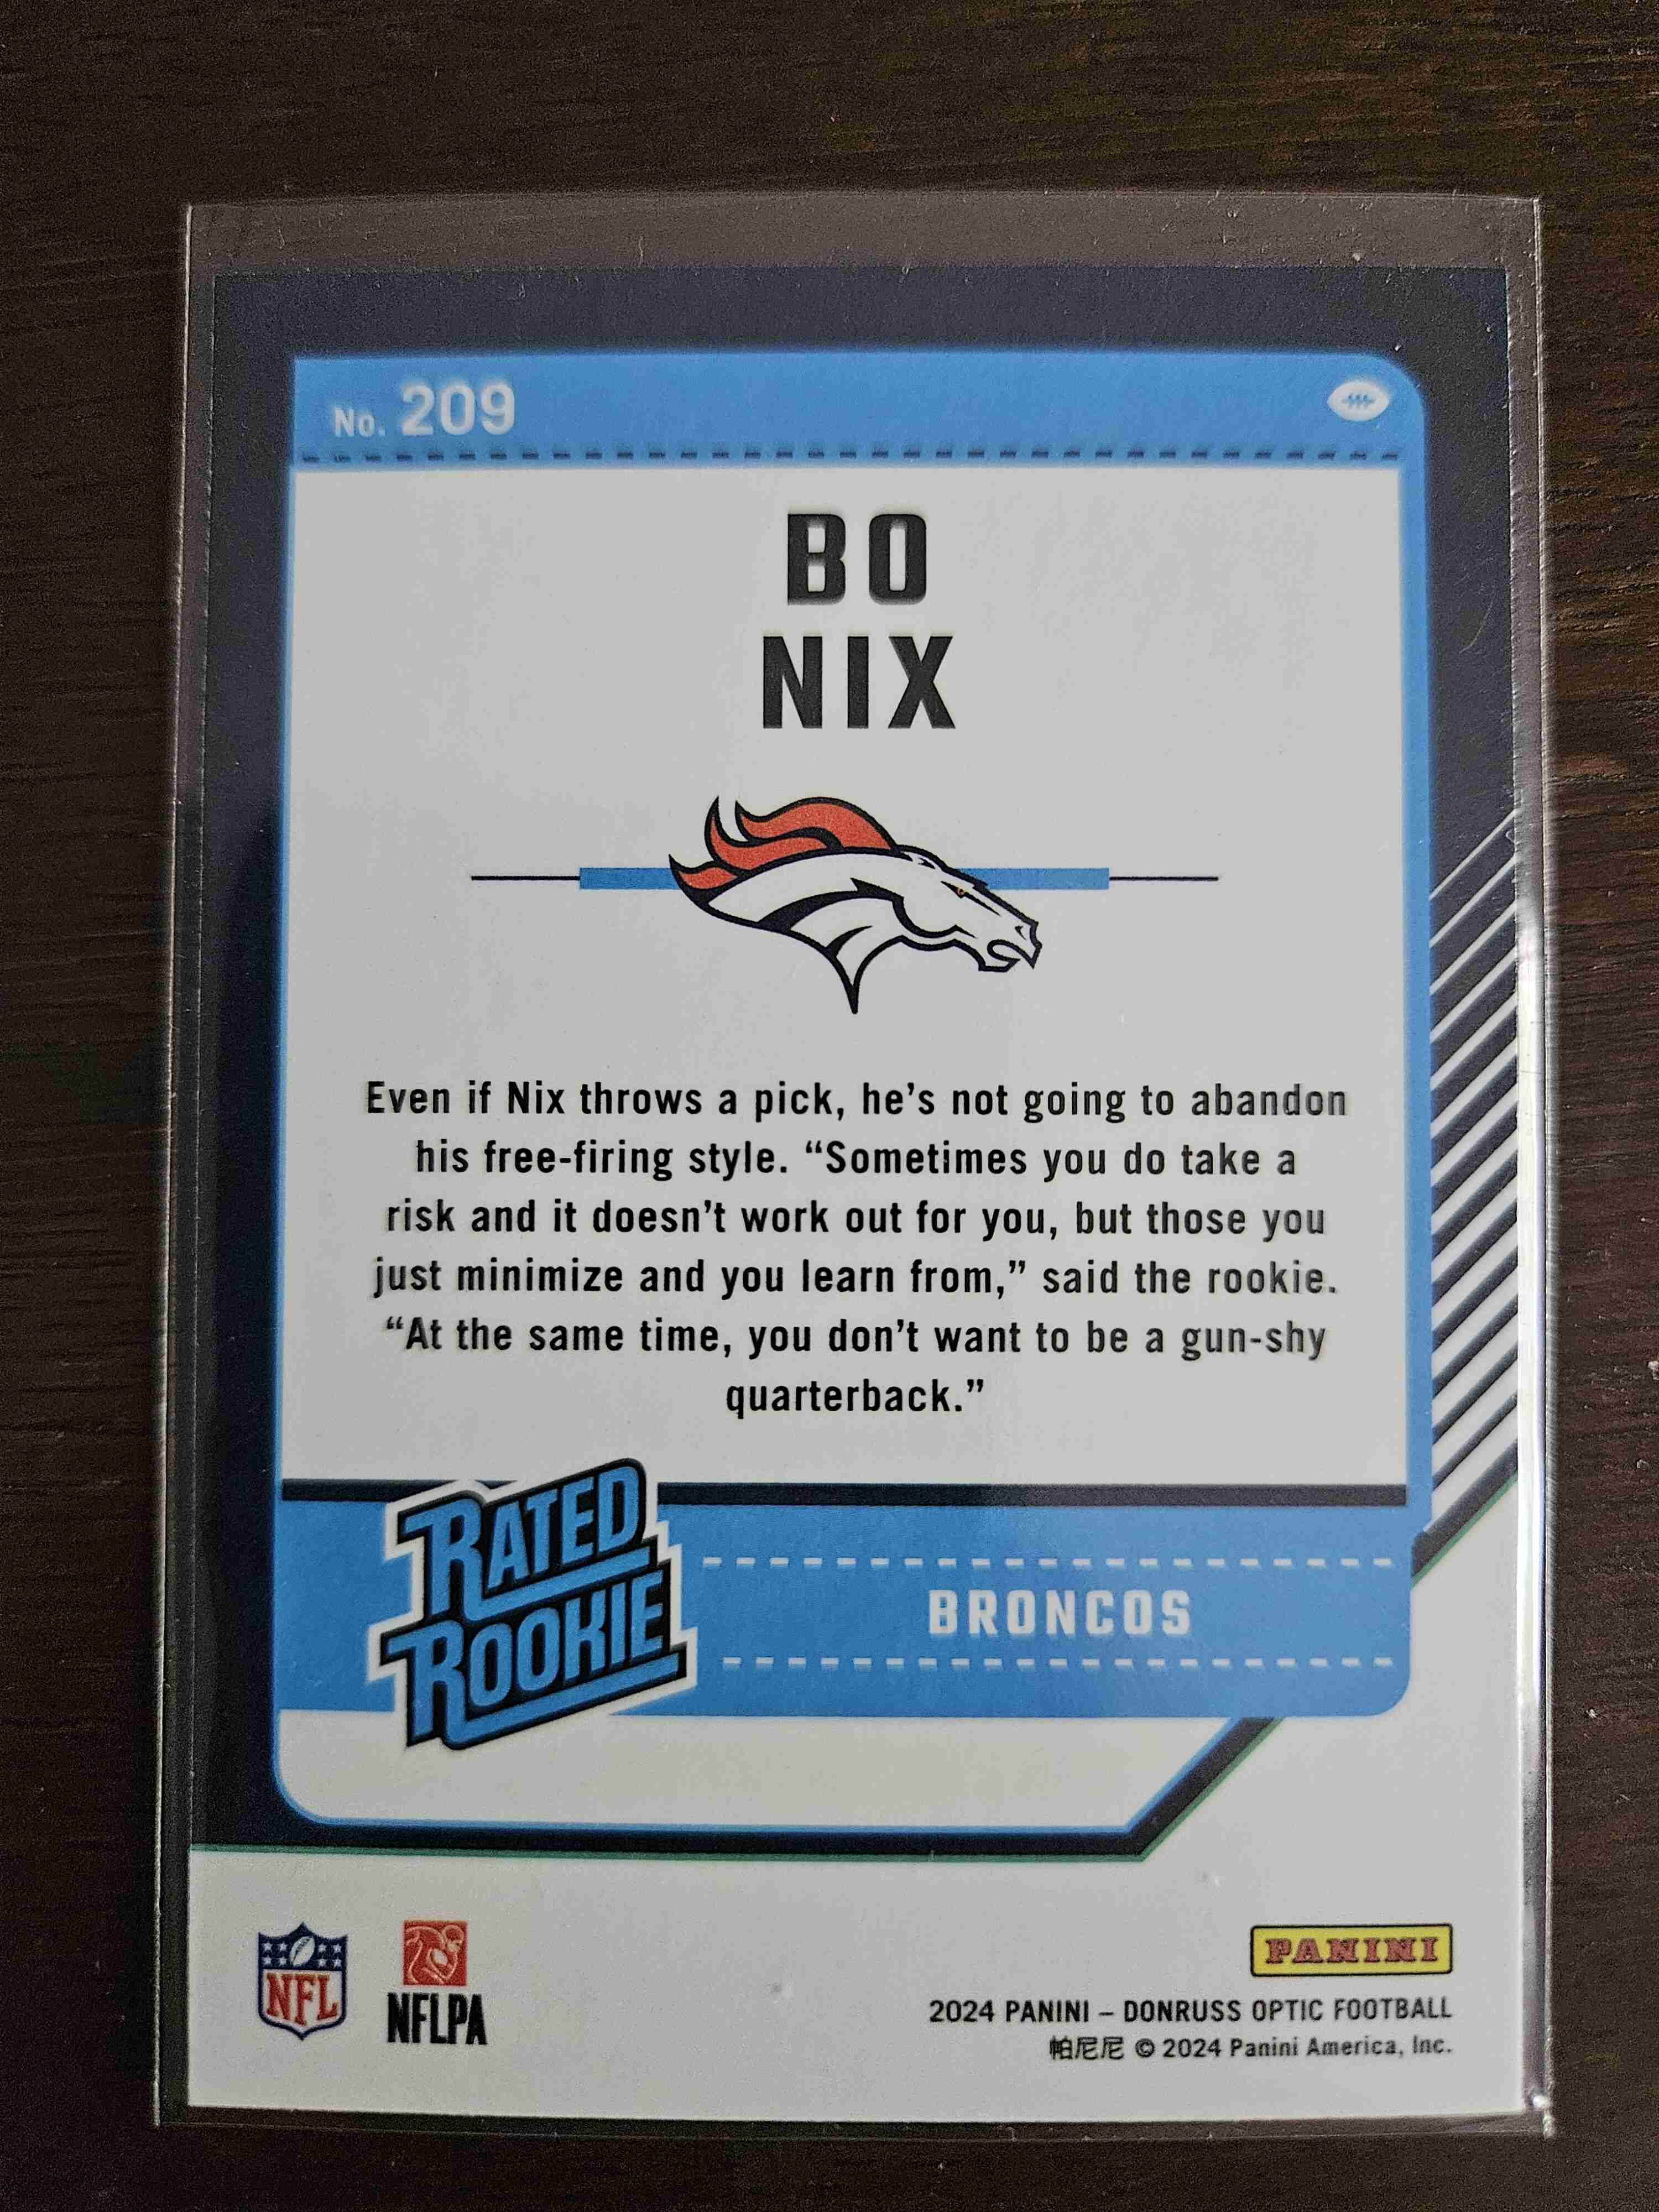 No. 209
BO
NIX
Even if Nix throws a pick, he's not going to abandon
his free-firing style. “Sometimes you do take a
risk and it doesn't work out for you, but those you
just minimize and you learn from,” said the rookie.
“At the same time, you don't want to be a gun-shy
quarterback.”
RATED
ROOKIE
BRONCOS
NFL
NFLPA
PANINI
2024 PANINI – DONRUSS OPTIC FOOTBALL
帕尼尼 © 2024 Panini America, Inc.